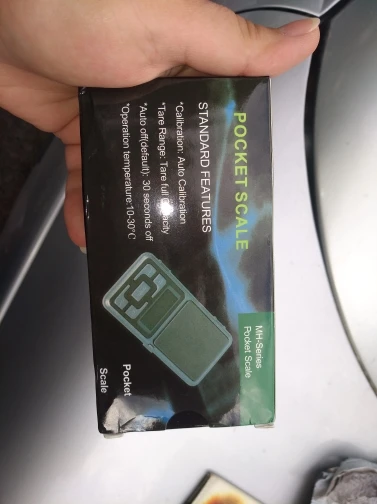 POCKET SCALE
STANDARD FEATURES
*Calibration: Auto Calibration
*Tare Range: Tare full capacity
*Auto off(default): 30 seconds off
*Operation temperature:10-30°C
MH-Series
Pocket Scale
Pocket
Scale